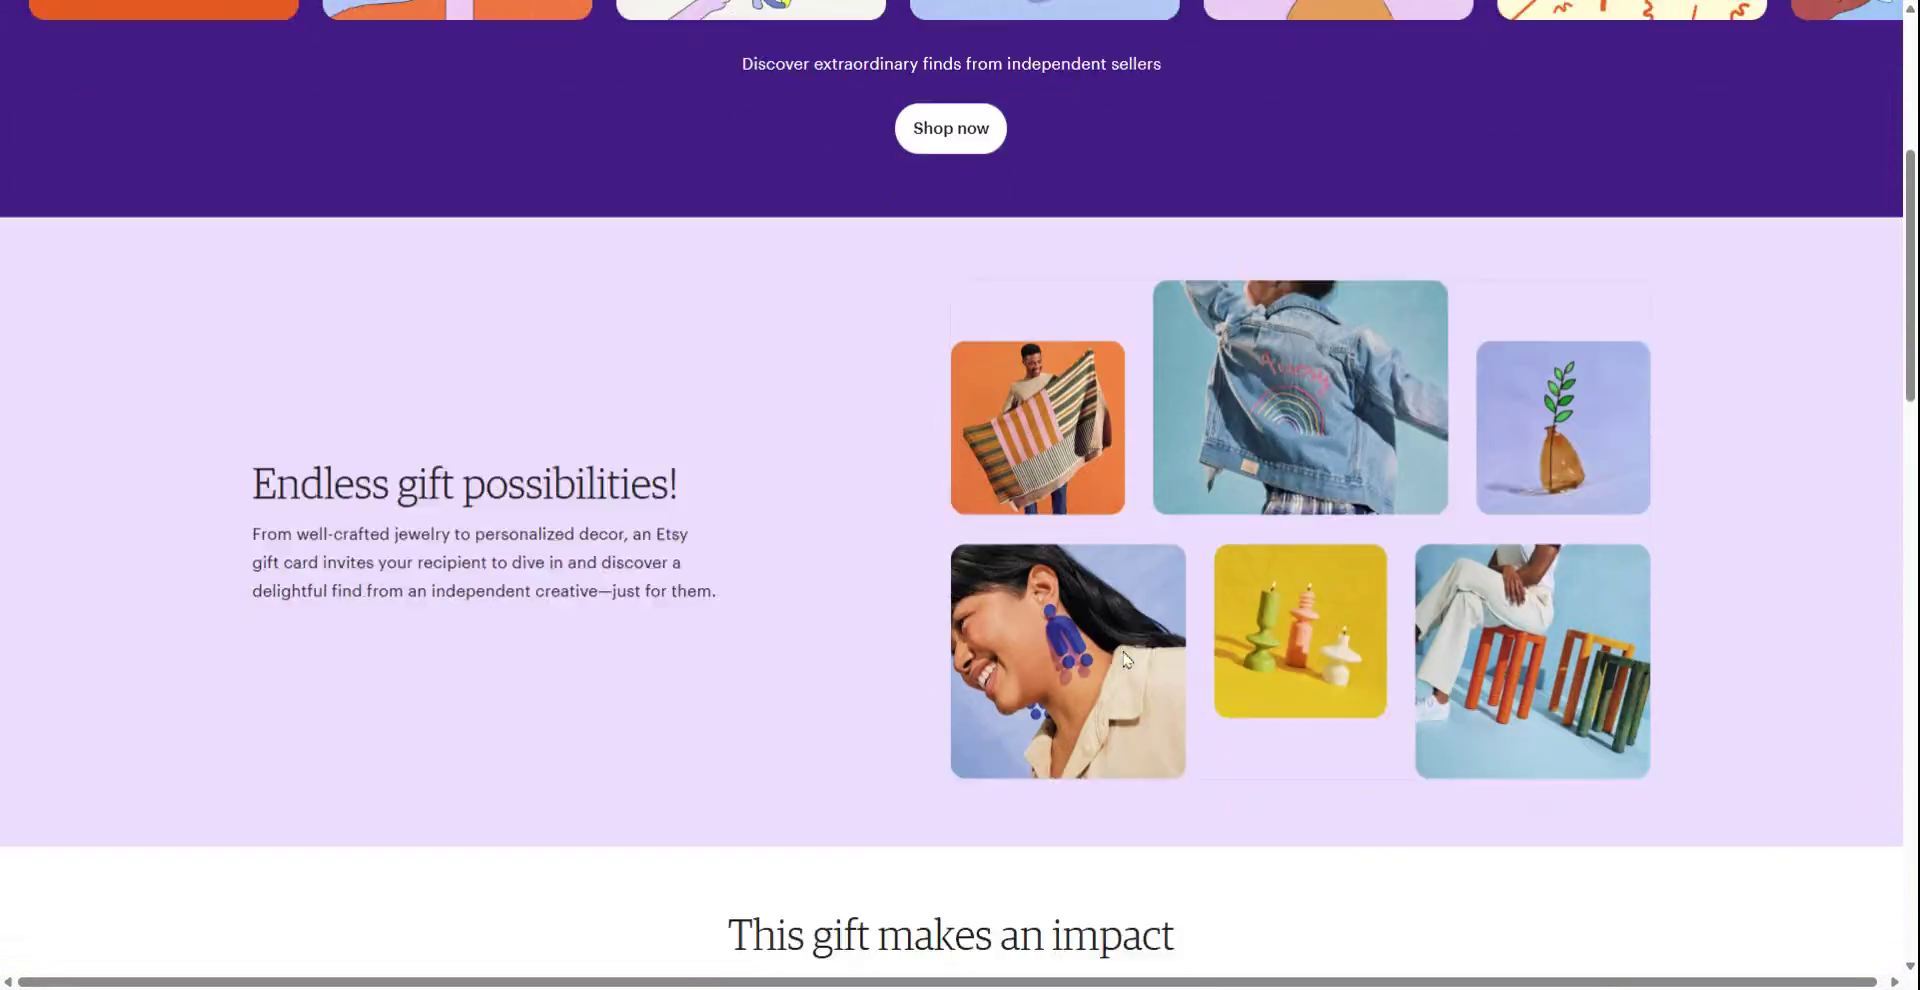 Discover extraordinary finds from independent sellers
Shop now
Endless gift possibilities!
From well-crafted jewelry to personalized decor, an Etsy
gift card invites your recipient to dive in and discover a
delightful find from an independent creative—just for them.
This gift makes an impact